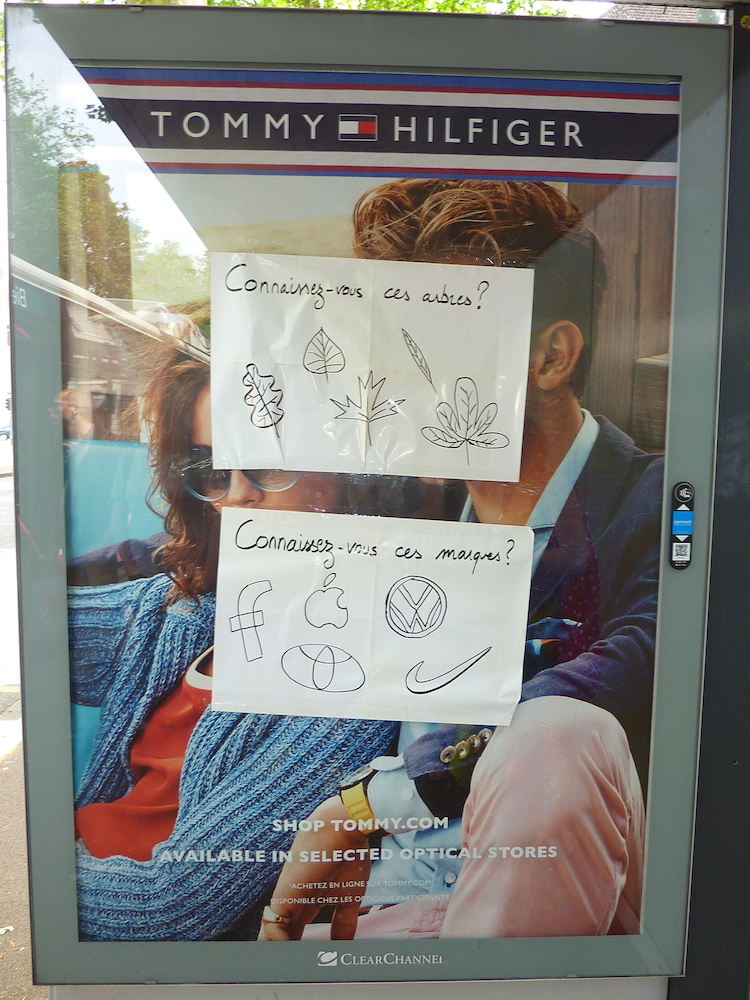 TOMMY HILFIGER
Connaissez-vous ces arbres?
Connaissez-vous ces marques?
SHOP TOMMY.COM
AVAILABLE IN SELECTED OPTICAL STORES
*ACHETEZ EN LIGNE SUR TOMMY.COM
DISPONIBLE CHEZ LES OPTICIENS PARTICIPANTS
CLEARCHANNEL